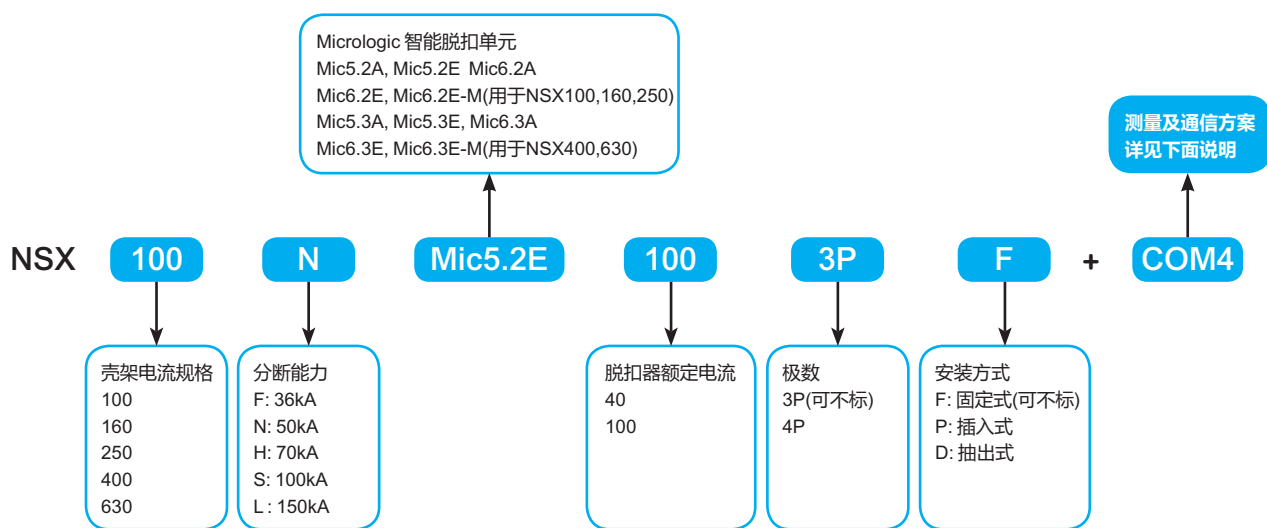 Micrologic 智能脱扣单元
Mic5.2A, Mic5.2E Mic6.2A
Mic6.2E, Mic6.2E-M(用于NSX100,160,250)
Mic5.3A, Mic5.3E, Mic6.3A
Mic6.3E, Mic6.3E-M(用于NSX400,630)
测量及通信方案
详见下面说明
NSX 100 N Mic5.2E 100 3P F + COM4
壳架电流规格
100
160
250
400
630
分断能力
F: 36kA
N: 50kA
H: 70kA
S: 100kA
L : 150kA
脱扣器额定电流
40
100
极数
3P(可不标)
4P
安装方式
F: 固定式(可不标)
P: 插入式
D: 抽出式